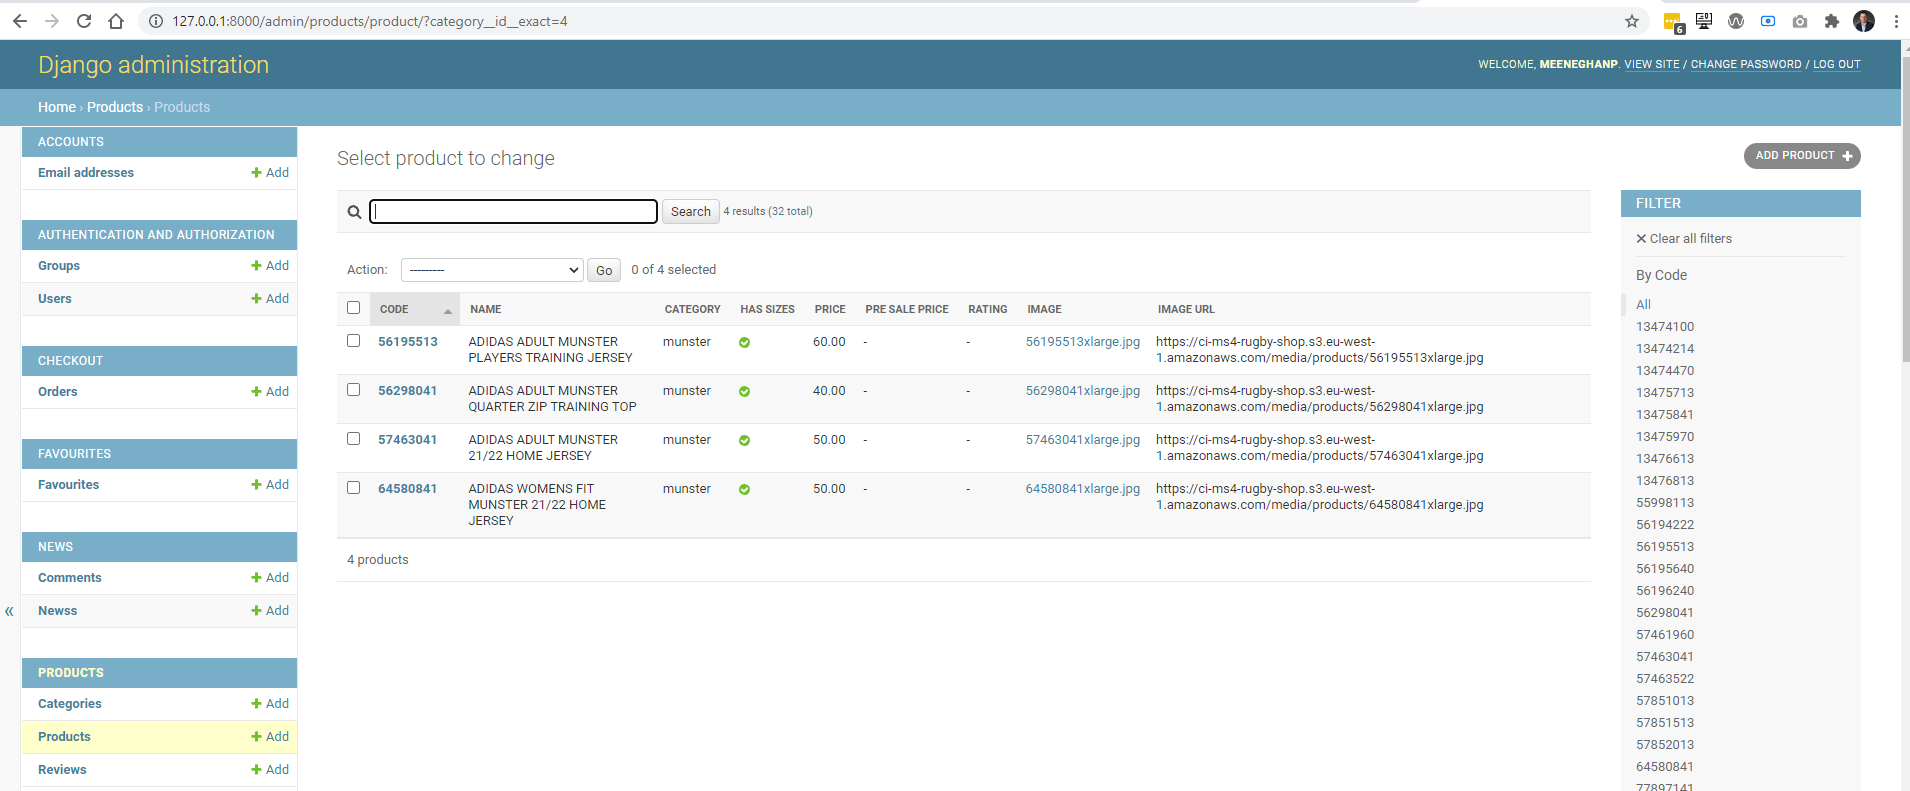 127.0.0.1:8000/admin/products/product/?category__id__exact=4
6
Django administration
WELCOME, MEENEGHANP. VIEW SITE / CHANGE PASSWORD / LOG OUT
Home › Products › Products
ACCOUNTS
Email addresses + Add
AUTHENTICATION AND AUTHORIZATION
Groups + Add
Users + Add
CHECKOUT
Orders + Add
FAVOURITES
Favourites + Add
NEWS
Comments + Add
Newss + Add
PRODUCTS
Categories + Add
Products + Add
Reviews + Add
«
Select product to change
ADD PRODUCT +
Search 4 results (32 total)
Action: --------- Go 0 of 4 selected
CODE NAME CATEGORY HAS SIZES PRICE PRE SALE PRICE RATING IMAGE IMAGE URL
56195513 ADIDAS ADULT MUNSTER munster 60.00 - - 56195513xlarge.jpg https://ci-ms4-rugby-shop.s3.eu-west-
PLAYERS TRAINING JERSEY 1.amazonaws.com/media/products/56195513xlarge.jpg
56298041 ADIDAS ADULT MUNSTER munster 40.00 - - 56298041xlarge.jpg https://ci-ms4-rugby-shop.s3.eu-west-
QUARTER ZIP TRAINING TOP 1.amazonaws.com/media/products/56298041xlarge.jpg
57463041 ADIDAS ADULT MUNSTER munster 50.00 - - 57463041xlarge.jpg https://ci-ms4-rugby-shop.s3.eu-west-
21/22 HOME JERSEY 1.amazonaws.com/media/products/57463041xlarge.jpg
64580841 ADIDAS WOMENS FIT munster 50.00 - - 64580841xlarge.jpg https://ci-ms4-rugby-shop.s3.eu-west-
MUNSTER 21/22 HOME 1.amazonaws.com/media/products/64580841xlarge.jpg
JERSEY
4 products
FILTER
✕ Clear all filters
By Code
All
13474100
13474214
13474470
13475713
13475841
13475970
13476613
13476813
55998113
56194222
56195513
56195640
56196240
56298041
57461960
57463041
57463522
57851013
57851513
57852013
64580841
77897141